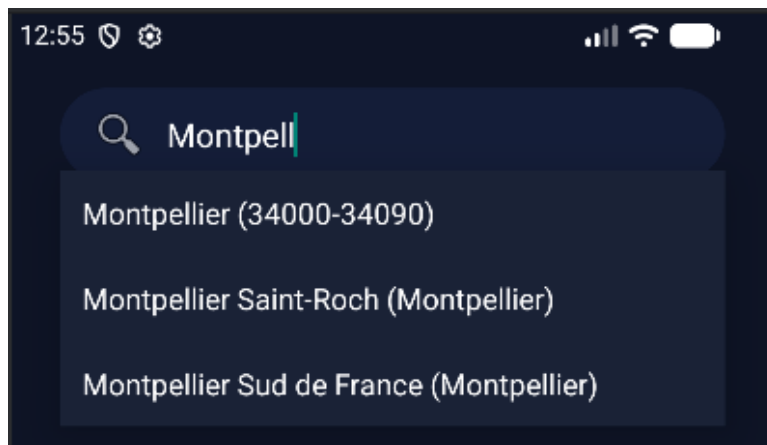 12:55
Montpell
Montpellier (34000-34090)
Montpellier Saint-Roch (Montpellier)
Montpellier Sud de France (Montpellier)